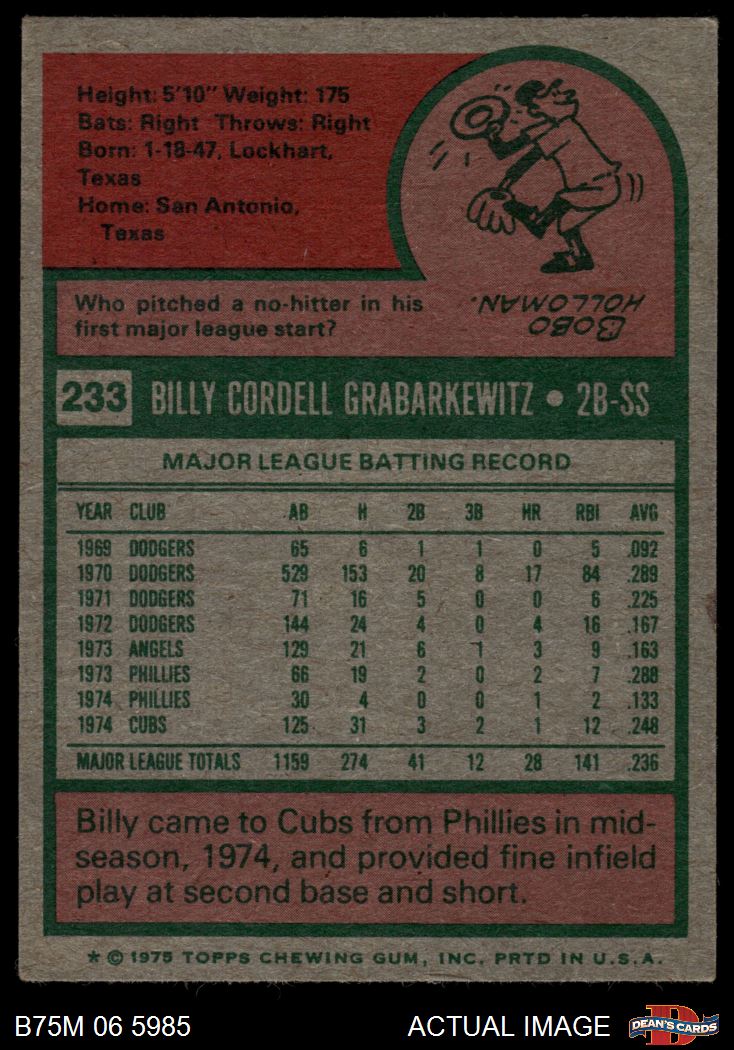 Height: 5'10" Weight: 175
Bats: Right Throws: Right
Born: 1-18-47, Lockhart,
Texas
Home: San Antonio,
Texas
Who pitched a no-hitter in his
first major league start?
BOBO
HOLLOMAN.
233 BILLY CORDELL GRABARKEWITZ • 2B-SS
MAJOR LEAGUE BATTING RECORD
YEAR CLUB AB H 2B 3B HR RBI AVG
1969 DODGERS 65 6 1 1 0 5 .092
1970 DODGERS 529 153 20 8 17 84 .289
1971 DODGERS 71 16 5 0 0 6 .225
1972 DODGERS 144 24 4 0 4 16 .167
1973 ANGELS 129 21 6 1 3 9 .163
1973 PHILLIES 66 19 2 0 2 7 .288
1974 PHILLIES 30 4 0 0 1 2 .133
1974 CUBS 125 31 3 2 1 12 .248
MAJOR LEAGUE TOTALS 1159 274 41 12 28 141 .236
Billy came to Cubs from Phillies in mid-
season, 1974, and provided fine infield
play at second base and short.
* © 1975 TOPPS CHEWING GUM, INC. PRTD IN U.S.A.
B75M 06 5985 ACTUAL IMAGE DEAN'S CARDS